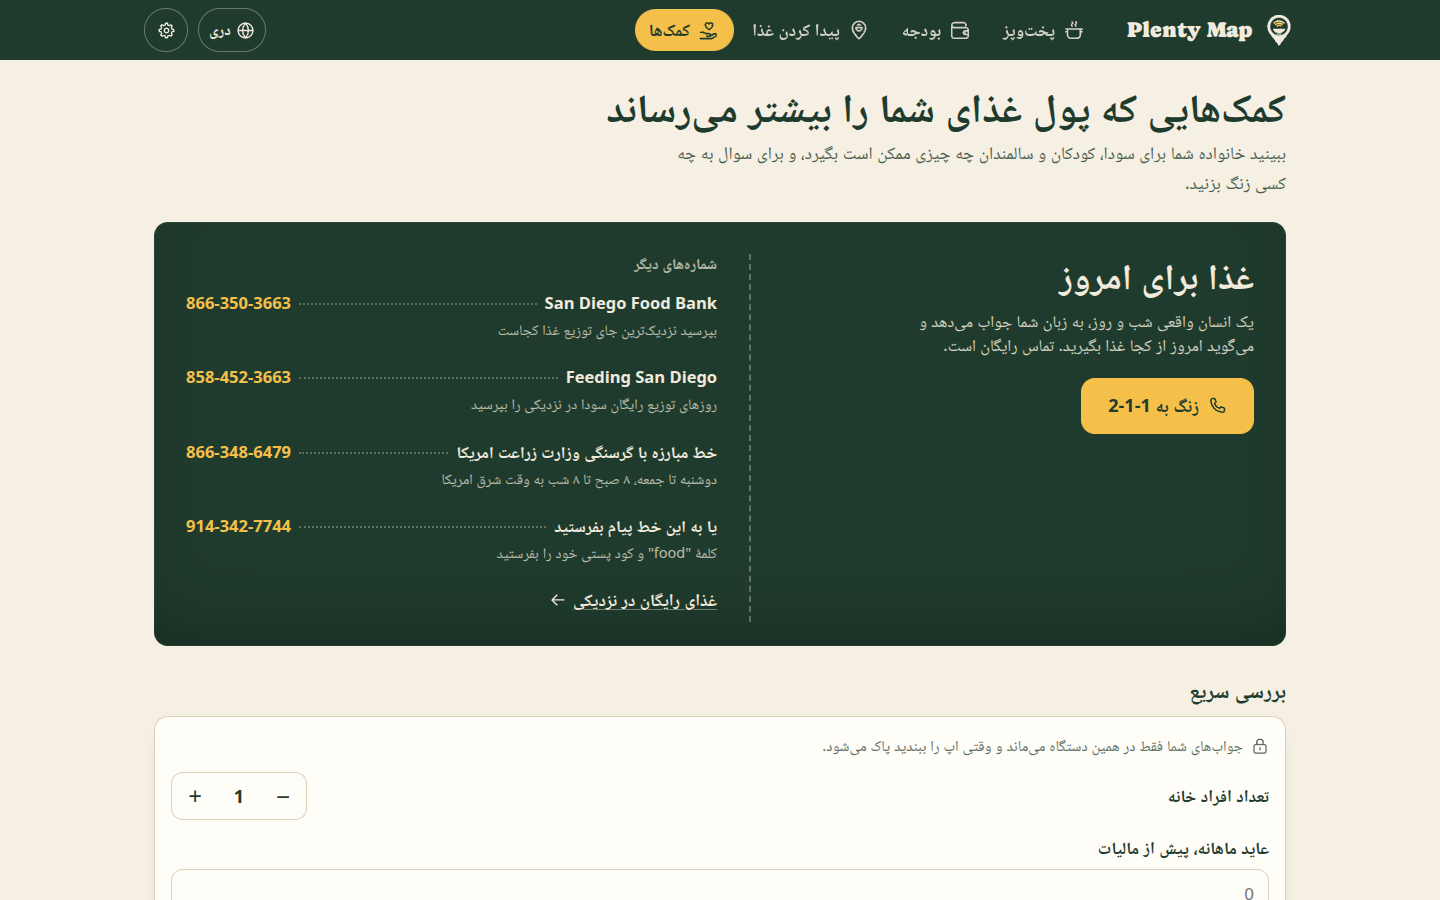 Plenty Map
پخت‌وپز
بودجه
پیدا کردن غذا
کمک‌ها
دری
کمک‌هایی که پول غذای شما را بیشتر می‌رساند
ببینید خانواده شما برای سودا، کودکان و سالمندان چه چیزی ممکن است بگیرد، و برای سوال به چه
کسی زنگ بزنید.
غذا برای امروز
یک انسان واقعی شب و روز، به زبان شما جواب می‌دهد و
می‌گوید امروز از کجا غذا بگیرید. تماس رایگان است.
زنگ به 2-1-1
شماره‌های دیگر
San Diego Food Bank 866-350-3663
بپرسید نزدیک‌ترین جای توزیع غذا کجاست
Feeding San Diego 858-452-3663
روزهای توزیع رایگان سودا در نزدیکی را بپرسید
خط مبارزه با گرسنگی وزارت زراعت امریکا 866-348-6479
دوشنبه تا جمعه، ۸ صبح تا ۸ شب به وقت شرق امریکا
یا به این خط پیام بفرستید 914-342-7744
کلمهٔ "food" و کود پستی خود را بفرستید
غذای رایگان در نزدیکی ←
بررسی سریع
جواب‌های شما فقط در همین دستگاه می‌ماند و وقتی اپ را ببندید پاک می‌شود.
تعداد افراد خانه
− 1 +
عاید ماهانه، پیش از مالیات
0